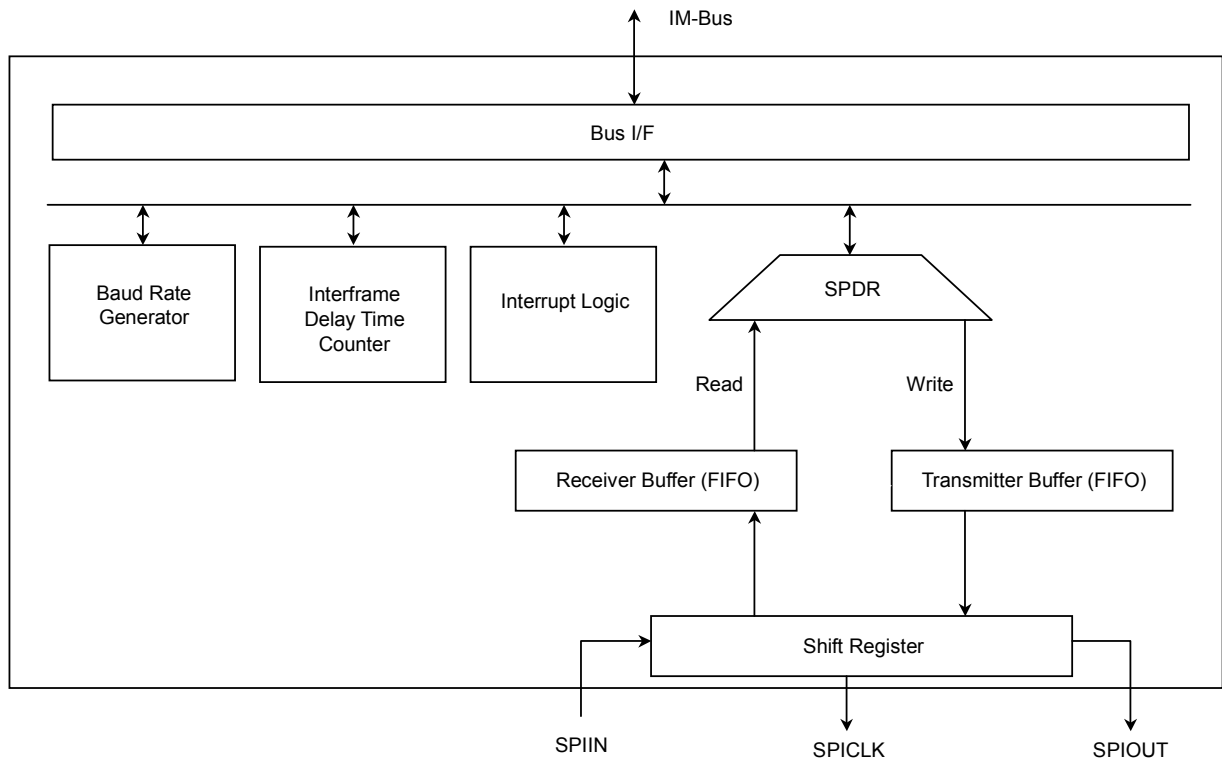 IM-Bus
Bus I/F
Baud Rate
Generator
Interframe
Delay Time
Counter
Interrupt Logic
SPDR
Read
Write
Receiver Buffer (FIFO)
Transmitter Buffer (FIFO)
Shift Register
SPIIN
SPICLK
SPIOUT